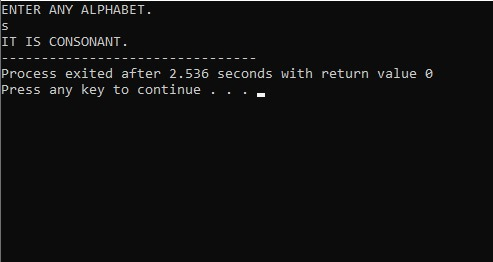 ENTER ANY ALPHABET.
s
IT IS CONSONANT.
--------------------------------
Process exited after 2.536 seconds with return value 0
Press any key to continue . . .